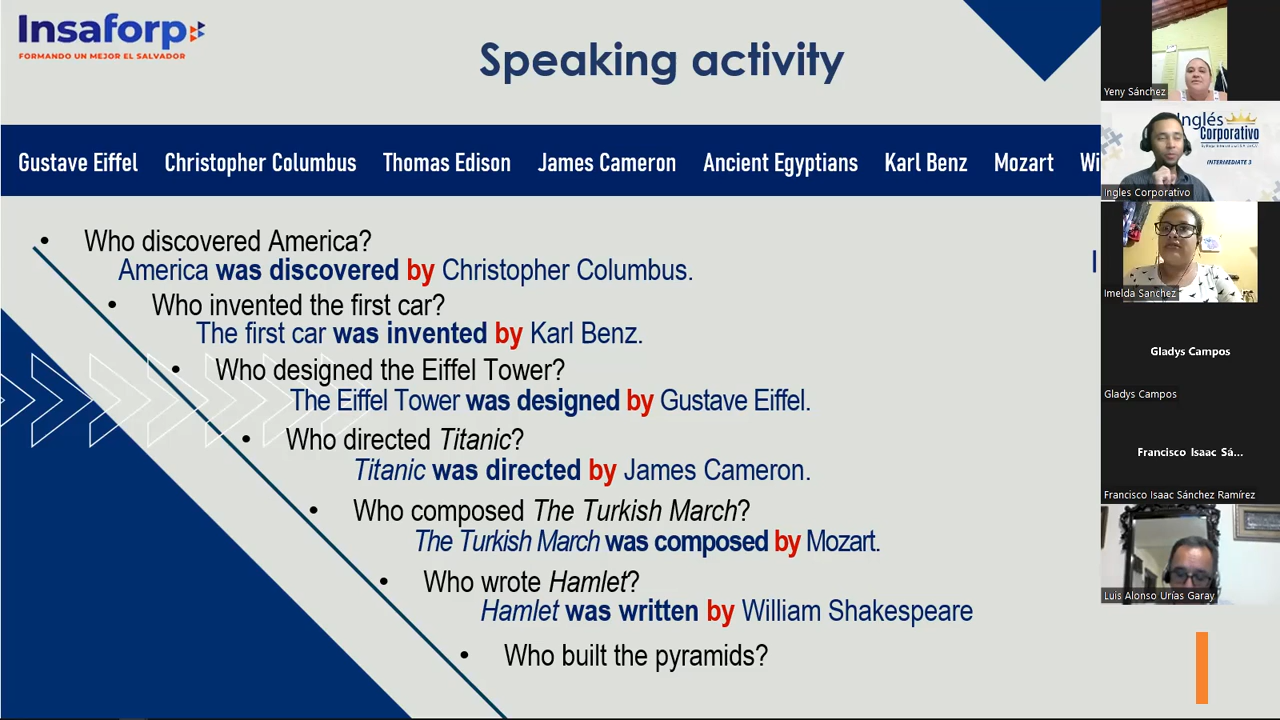 Insaforp
FORMANDO UN MEJOR EL SALVADOR
Speaking activity
Gustave Eiffel Christopher Columbus Thomas Edison James Cameron Ancient Egyptians Karl Benz Mozart Wi
• Who discovered America?
America was discovered by Christopher Columbus.
• Who invented the first car?
The first car was invented by Karl Benz.
• Who designed the Eiffel Tower?
The Eiffel Tower was designed by Gustave Eiffel.
• Who directed Titanic?
Titanic was directed by James Cameron.
• Who composed The Turkish March?
The Turkish March was composed by Mozart.
• Who wrote Hamlet?
Hamlet was written by William Shakespeare
• Who built the pyramids?
Yeny Sánchez
Inglés
Corporativo
INTERMEDIATE 3
Ingles Corporativo
Imelda Sanchez
Gladys Campos
Gladys Campos
Francisco Isaac Sá...
Francisco Isaac Sánchez Ramírez
Luis Alonso Urías Garay